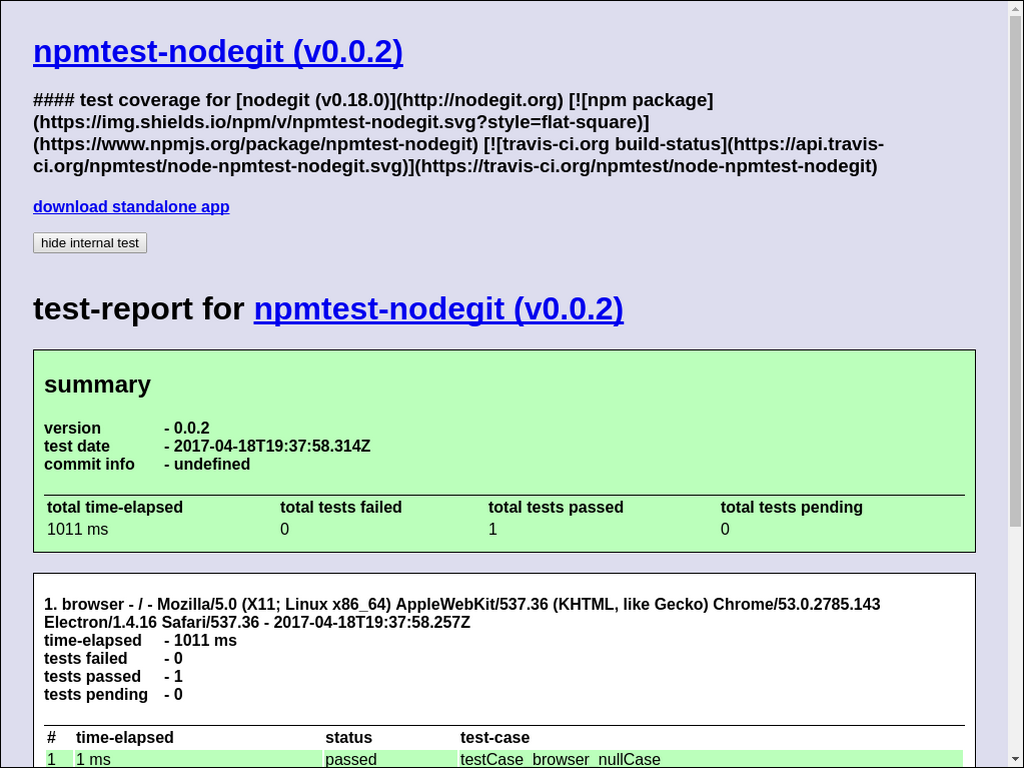 npmtest-nodegit (v0.0.2)
#### test coverage for [nodegit (v0.18.0)](http://nodegit.org) [![npm package]
(https://img.shields.io/npm/v/npmtest-nodegit.svg?style=flat-square)]
(https://www.npmjs.org/package/npmtest-nodegit) [![travis-ci.org build-status](https://api.travis-
ci.org/npmtest/node-npmtest-nodegit.svg)](https://travis-ci.org/npmtest/node-npmtest-nodegit)
download standalone app
hide internal test
test-report for npmtest-nodegit (v0.0.2)
summary
version - 0.0.2
test date - 2017-04-18T19:37:58.314Z
commit info - undefined
total time-elapsed total tests failed total tests passed total tests pending
1011 ms 0 1 0
1. browser - / - Mozilla/5.0 (X11; Linux x86_64) AppleWebKit/537.36 (KHTML, like Gecko) Chrome/53.0.2785.143
Electron/1.4.16 Safari/537.36 - 2017-04-18T19:37:58.257Z
time-elapsed - 1011 ms
tests failed - 0
tests passed - 1
tests pending - 0
# time-elapsed status test-case
1 1 ms passed testCase_browser_nullCase